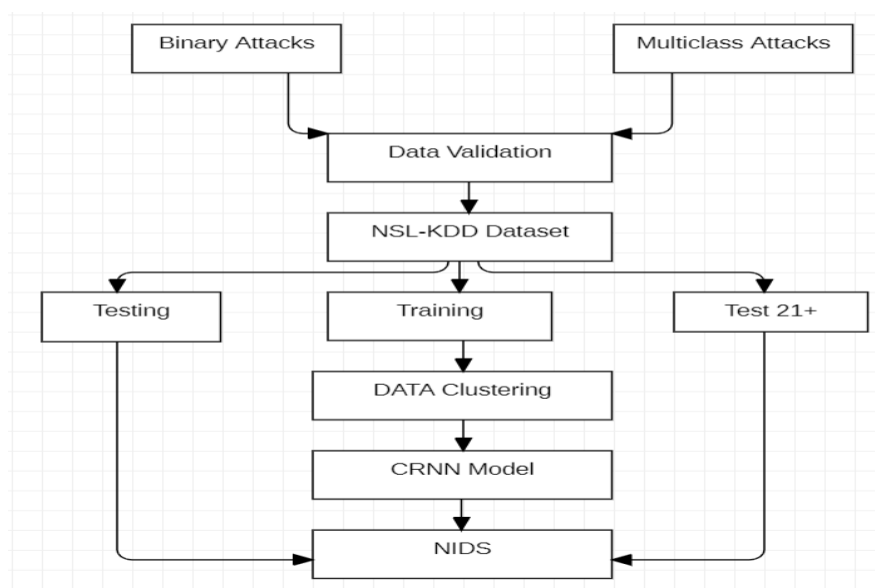 Binary Attacks
Multiclass Attacks
Data Validation
NSL-KDD Dataset
Testing
Training
Test 21+
DATA Clustering
CRNN Model
NIDS